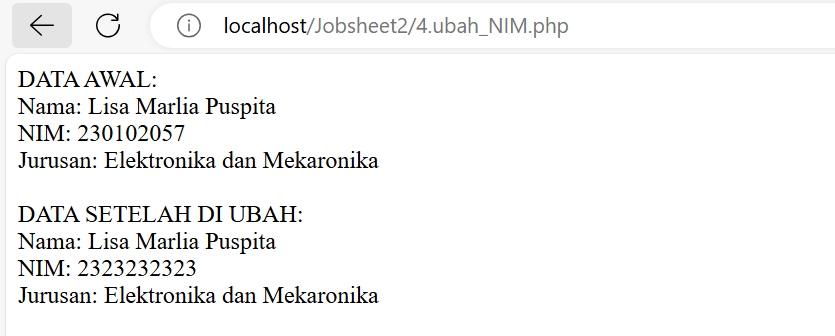 localhost/Jobsheet2/4.ubah_NIM.php
DATA AWAL:
Nama: Lisa Marlia Puspita
NIM: 230102057
Jurusan: Elektronika dan Mekaronika
DATA SETELAH DI UBAH:
Nama: Lisa Marlia Puspita
NIM: 2323232323
Jurusan: Elektronika dan Mekaronika